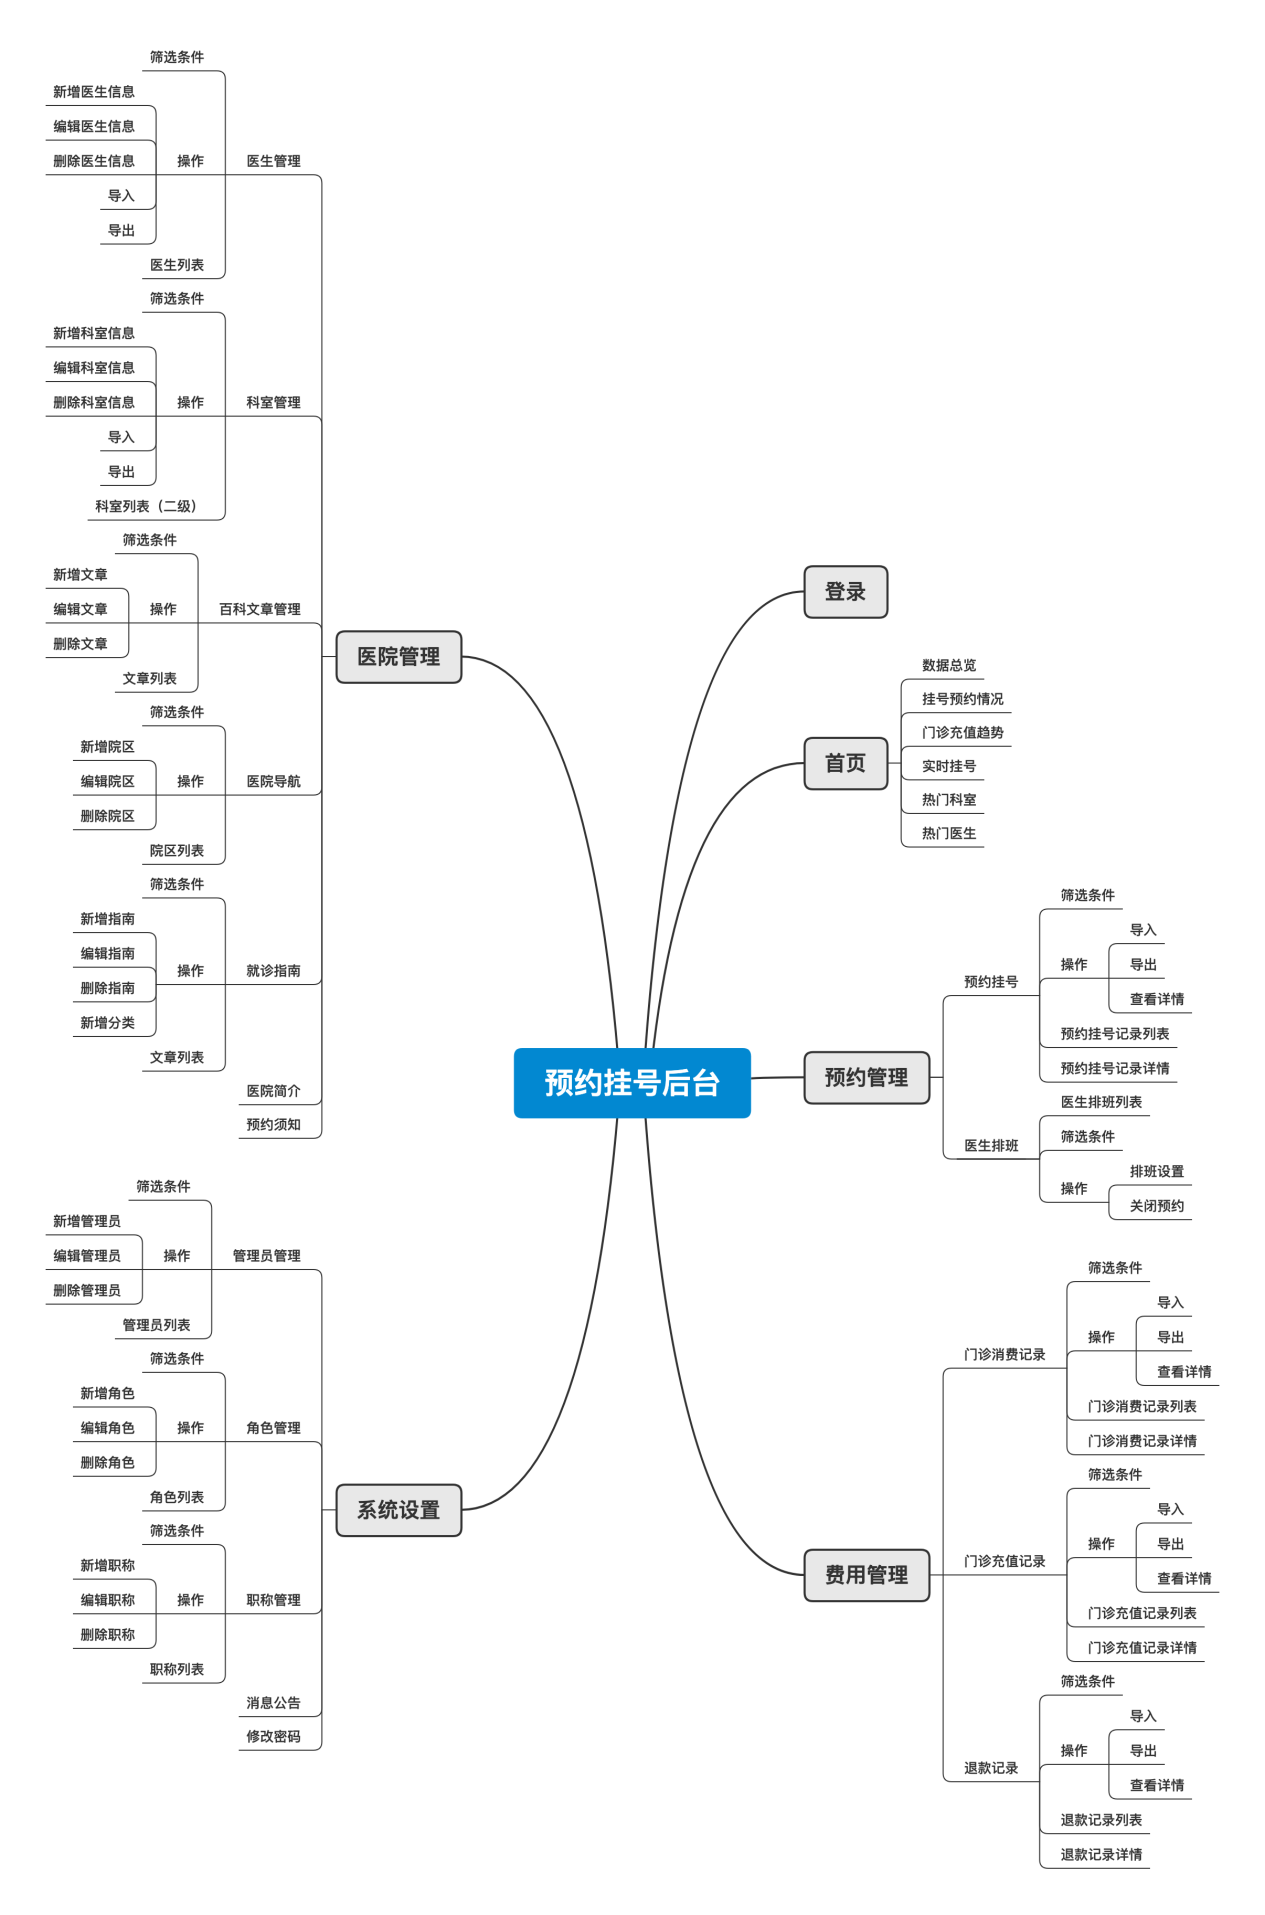 预约挂号后台
登录
首页
数据总览
挂号预约情况
门诊充值趋势
实时挂号
热门科室
热门医生
预约管理
预约挂号
筛选条件
操作
导入
导出
查看详情
预约挂号记录列表
预约挂号记录详情
医生排班
医生排班列表
筛选条件
操作
排班设置
关闭预约
费用管理
门诊消费记录
筛选条件
操作
导入
导出
查看详情
门诊消费记录列表
门诊消费记录详情
门诊充值记录
筛选条件
操作
导入
导出
查看详情
门诊充值记录列表
门诊充值记录详情
退款记录
筛选条件
操作
导入
导出
查看详情
退款记录列表
退款记录详情
医院管理
医生管理
筛选条件
操作
新增医生信息
编辑医生信息
删除医生信息
导入
导出
医生列表
科室管理
筛选条件
操作
新增科室信息
编辑科室信息
删除科室信息
导入
导出
科室列表（二级）
百科文章管理
筛选条件
操作
新增文章
编辑文章
删除文章
文章列表
医院导航
筛选条件
操作
新增院区
编辑院区
删除院区
院区列表
就诊指南
筛选条件
操作
新增指南
编辑指南
删除指南
新增分类
文章列表
医院简介
预约须知
系统设置
管理员管理
筛选条件
操作
新增管理员
编辑管理员
删除管理员
管理员列表
角色管理
筛选条件
操作
新增角色
编辑角色
删除角色
角色列表
职称管理
筛选条件
操作
新增职称
编辑职称
删除职称
职称列表
消息公告
修改密码